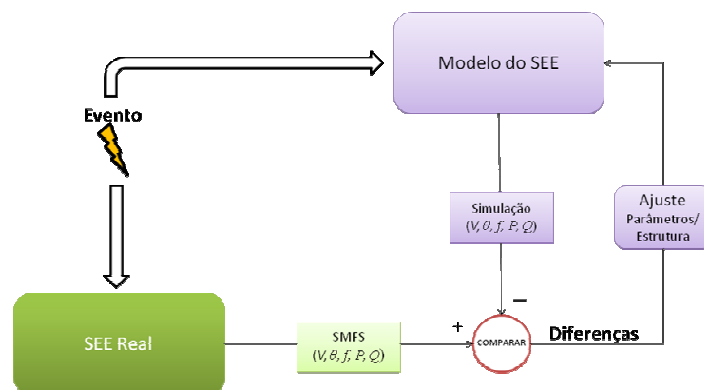 Modelo do SEE
Evento
Simulação
(V, θ, f, P, Q)
Ajuste
Parâmetros/
Estrutura
SEE Real
SMFS
(V, θ, f, P, Q)
+
−
COMPARAR
Diferenças